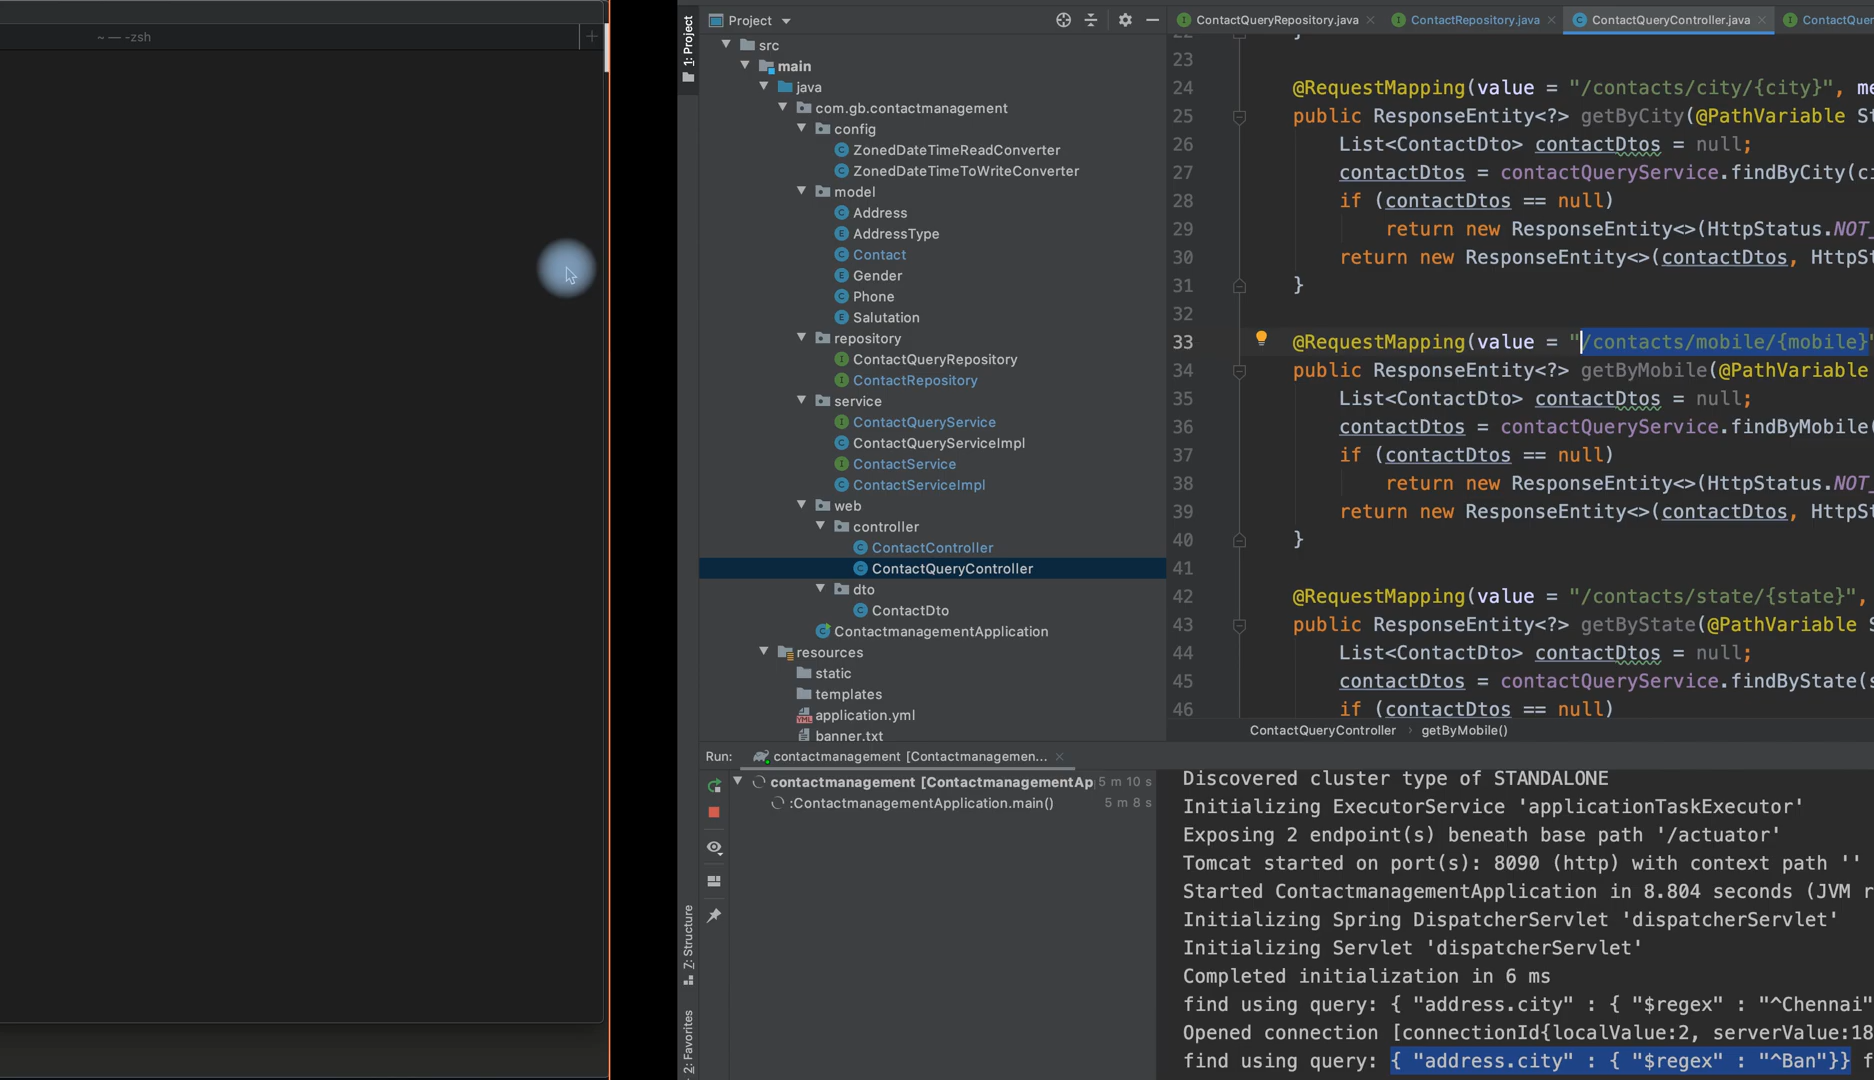 ~ — -zsh
1: Project
Project
src
main
java
com.gb.contactmanagement
config
ZonedDateTimeReadConverter
ZonedDateTimeToWriteConverter
model
Address
AddressType
Contact
Gender
Phone
Salutation
repository
ContactQueryRepository
ContactRepository
service
ContactQueryService
ContactQueryServiceImpl
ContactService
ContactServiceImpl
web
controller
ContactController
ContactQueryController
dto
ContactDto
ContactmanagementApplication
resources
static
templates
application.yml
banner.txt
ContactQueryRepository.java
ContactRepository.java
ContactQueryController.java
ContactQuer
22 }
23
24 @RequestMapping(value = "/contacts/city/{city}", me
25 public ResponseEntity<?> getByCity(@PathVariable St
26 List<ContactDto> contactDtos = null;
27 contactDtos = contactQueryService.findByCity(ci
28 if (contactDtos == null)
29 return new ResponseEntity<>(HttpStatus.NOT_
30 return new ResponseEntity<>(contactDtos, HttpSt
31 }
32
33 @RequestMapping(value = "/contacts/mobile/{mobile}"
34 public ResponseEntity<?> getByMobile(@PathVariable
35 List<ContactDto> contactDtos = null;
36 contactDtos = contactQueryService.findByMobile(
37 if (contactDtos == null)
38 return new ResponseEntity<>(HttpStatus.NOT_
39 return new ResponseEntity<>(contactDtos, HttpSt
40 }
41
42 @RequestMapping(value = "/contacts/state/{state}",
43 public ResponseEntity<?> getByState(@PathVariable S
44 List<ContactDto> contactDtos = null;
45 contactDtos = contactQueryService.findByState(s
46 if (contactDtos == null)
ContactQueryController > getByMobile()
Run: contactmanagement [Contactmanagemen...
contactmanagement [ContactmanagementAp 5 m 10 s
:ContactmanagementApplication.main() 5 m 8 s
7: Structure
2: Favorites
Discovered cluster type of STANDALONE
Initializing ExecutorService 'applicationTaskExecutor'
Exposing 2 endpoint(s) beneath base path '/actuator'
Tomcat started on port(s): 8090 (http) with context path ''
Started ContactmanagementApplication in 8.804 seconds (JVM r
Initializing Spring DispatcherServlet 'dispatcherServlet'
Initializing Servlet 'dispatcherServlet'
Completed initialization in 6 ms
find using query: { "address.city" : { "$regex" : "^Chennai"
Opened connection [connectionId{localValue:2, serverValue:18
find using query: { "address.city" : { "$regex" : "^Ban"}} f